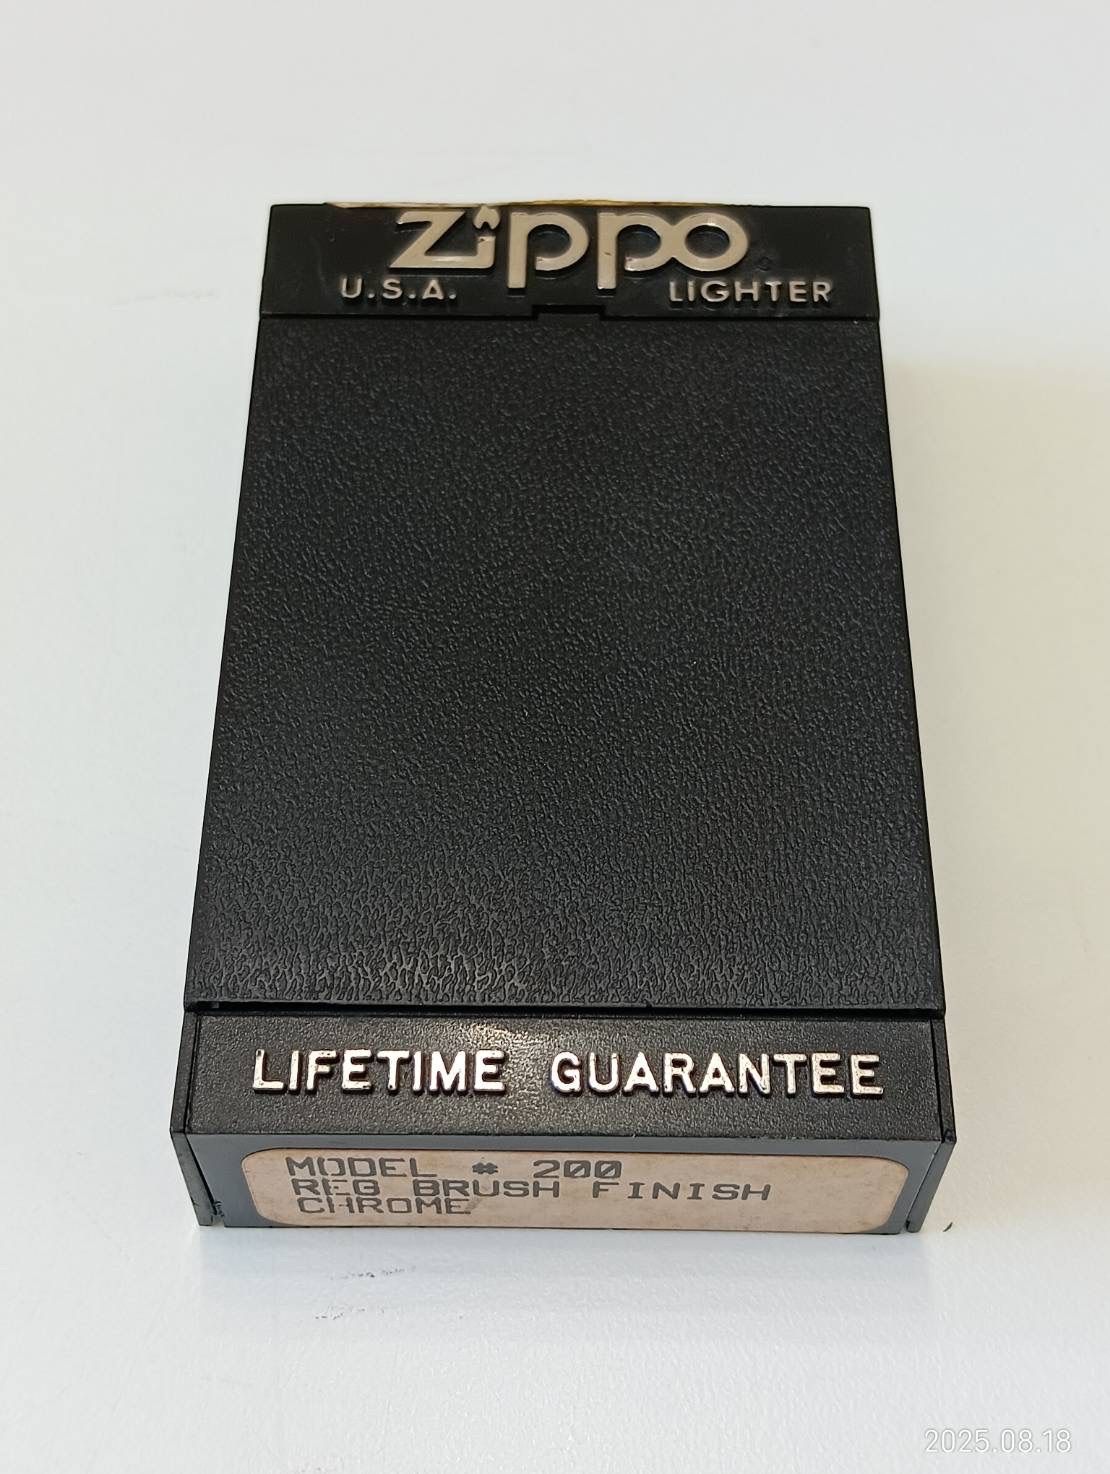 Zippo
U.S.A. LIGHTER
LIFETIME GUARANTEE
MODEL # 200
REG BRUSH FINISH
CHROME
2025.08.18